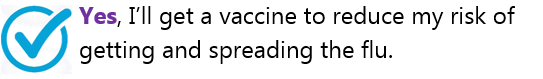 Yes, I'll get a vaccine to reduce my risk of
getting and spreading the flu.